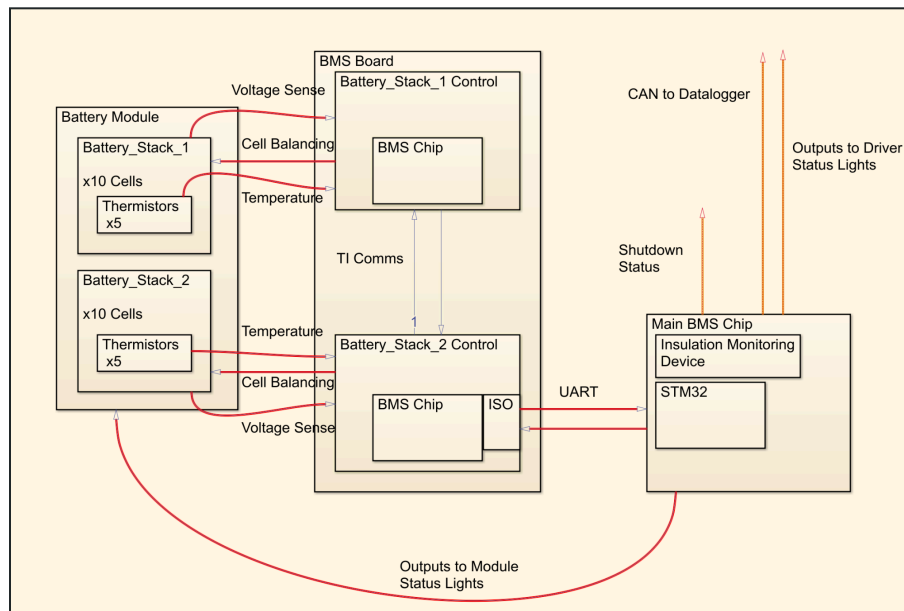 BMS Board
Battery_Stack_1 Control
Voltage Sense
CAN to Datalogger
Battery Module
Battery_Stack_1
Cell Balancing
BMS Chip
Outputs to Driver
Status Lights
x10 Cells
Thermistors
x5
Temperature
Shutdown
Status
TI Comms
Battery_Stack_2
x10 Cells
1
Temperature
Battery_Stack_2 Control
Main BMS Chip
Insulation Monitoring
Device
Thermistors
x5
Cell Balancing
BMS Chip
ISO
UART
STM32
Voltage Sense
Outputs to Module
Status Lights